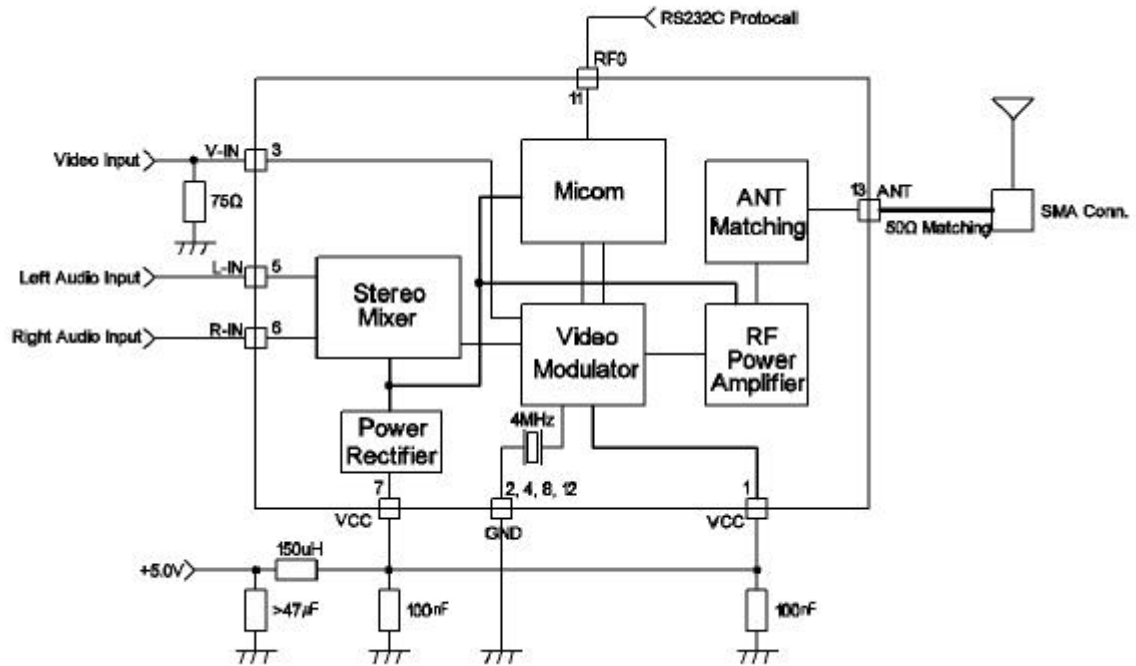 RS232C Protocall
RF0
11
V-IN
3
Video Input
75Ω
Micom
ANT
Matching
13
ANT
50Ω Matching
SMA Conn.
L-IN
5
Left Audio Input
Stereo
Mixer
R-IN
6
Right Audio Input
Video
Modulator
RF
Power
Amplifier
4MHz
Power
Rectifier
7
2, 4, 8, 12
1
VCC
GND
VCC
150uH
+5.0V
>47µF
100nF
100nF